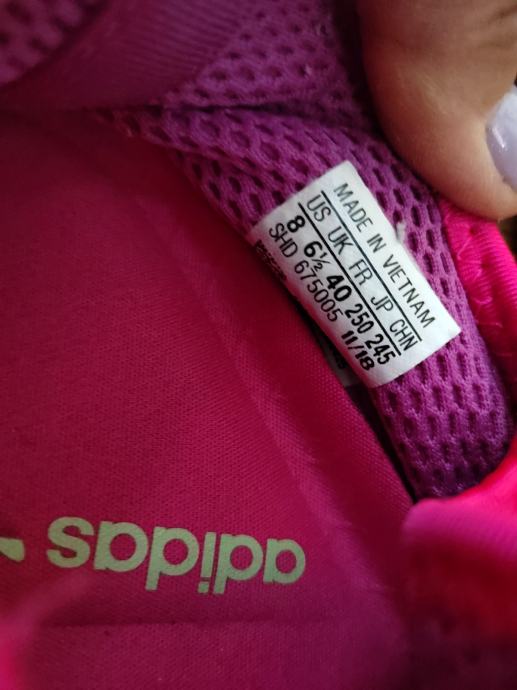 MADE IN VIETNAM
US UK FR JP CHN
8 6½ 40 250 245
SHD 675005 11/18
adidas